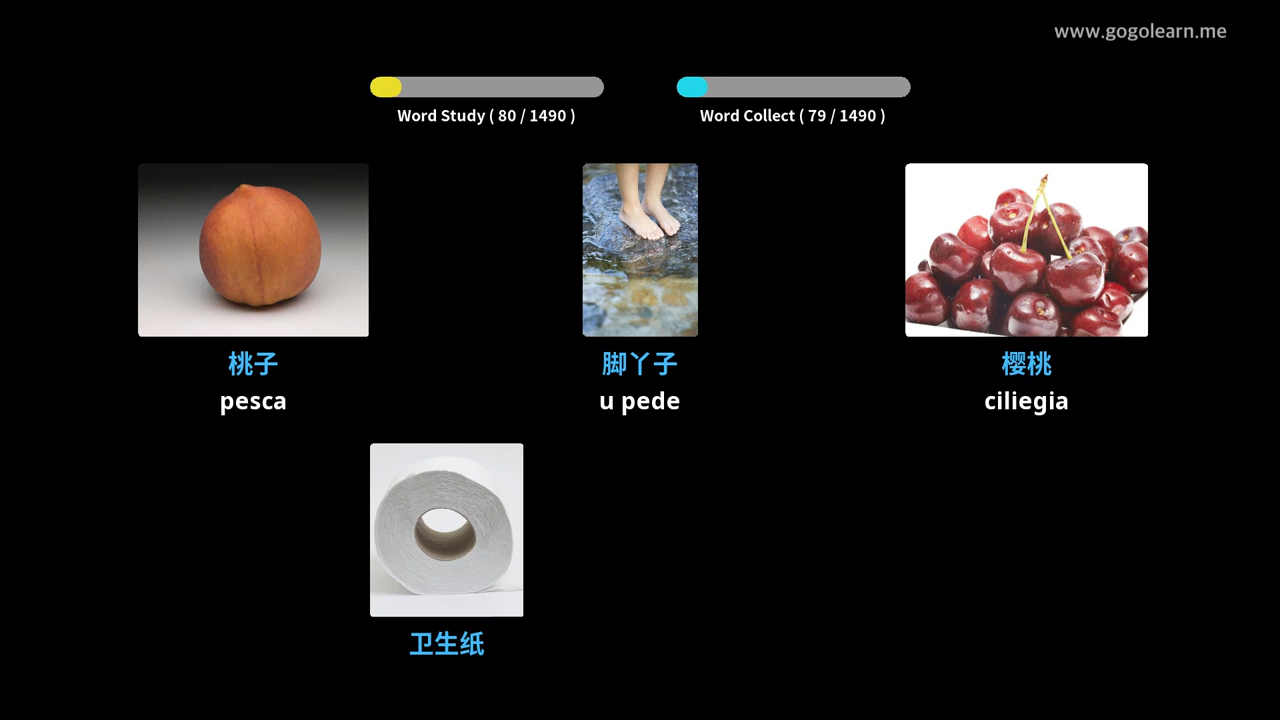 www.gogolearn.me
Word Study ( 80 / 1490 )
Word Collect ( 79 / 1490 )
桃子
pesca
脚丫子
u pede
樱桃
ciliegia
卫生纸